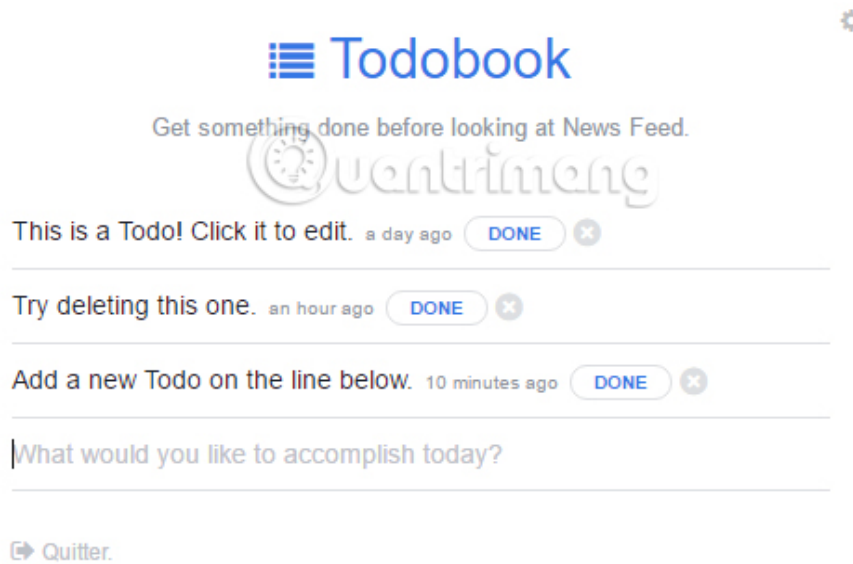 Todobook
Get something done before looking at News Feed.
Quantrimang
This is a Todo! Click it to edit. a day ago DONE
Try deleting this one. an hour ago DONE
Add a new Todo on the line below. 10 minutes ago DONE
What would you like to accomplish today?
Quitter.